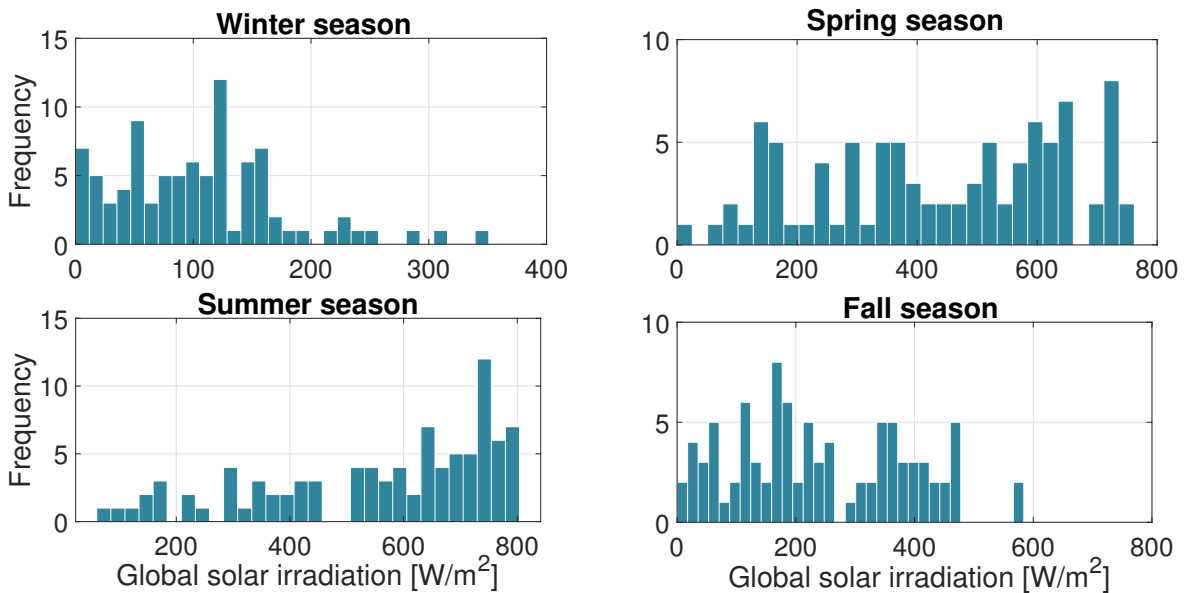 Winter season
15
10
5
0
Frequency
0 100 200 300 400
Spring season
10
5
0
0 200 400 600 800
Summer season
15
10
5
0
Frequency
200 400 600 800
Global solar irradiation [W/m²]
Fall season
10
5
0
0 200 400 600 800
Global solar irradiation [W/m²]